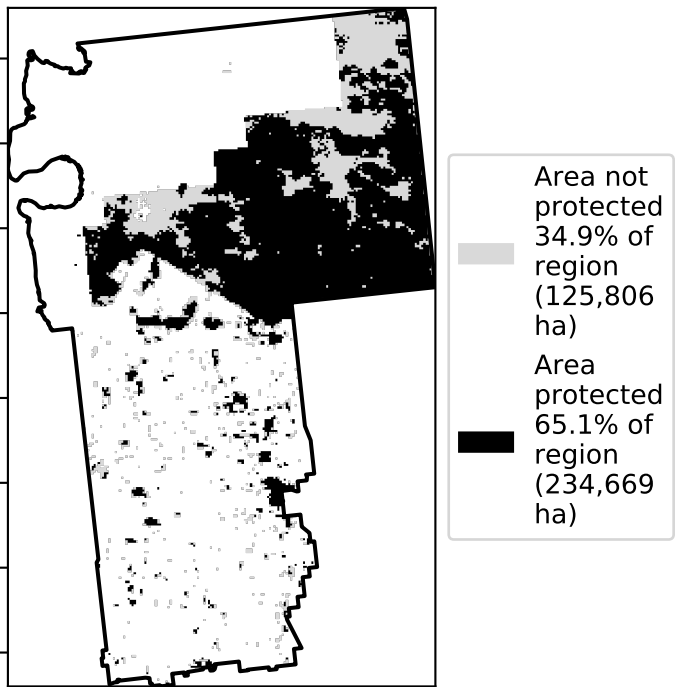 Area not
protected
34.9% of
region
(125,806
ha)
Area
protected
65.1% of
region
(234,669
ha)